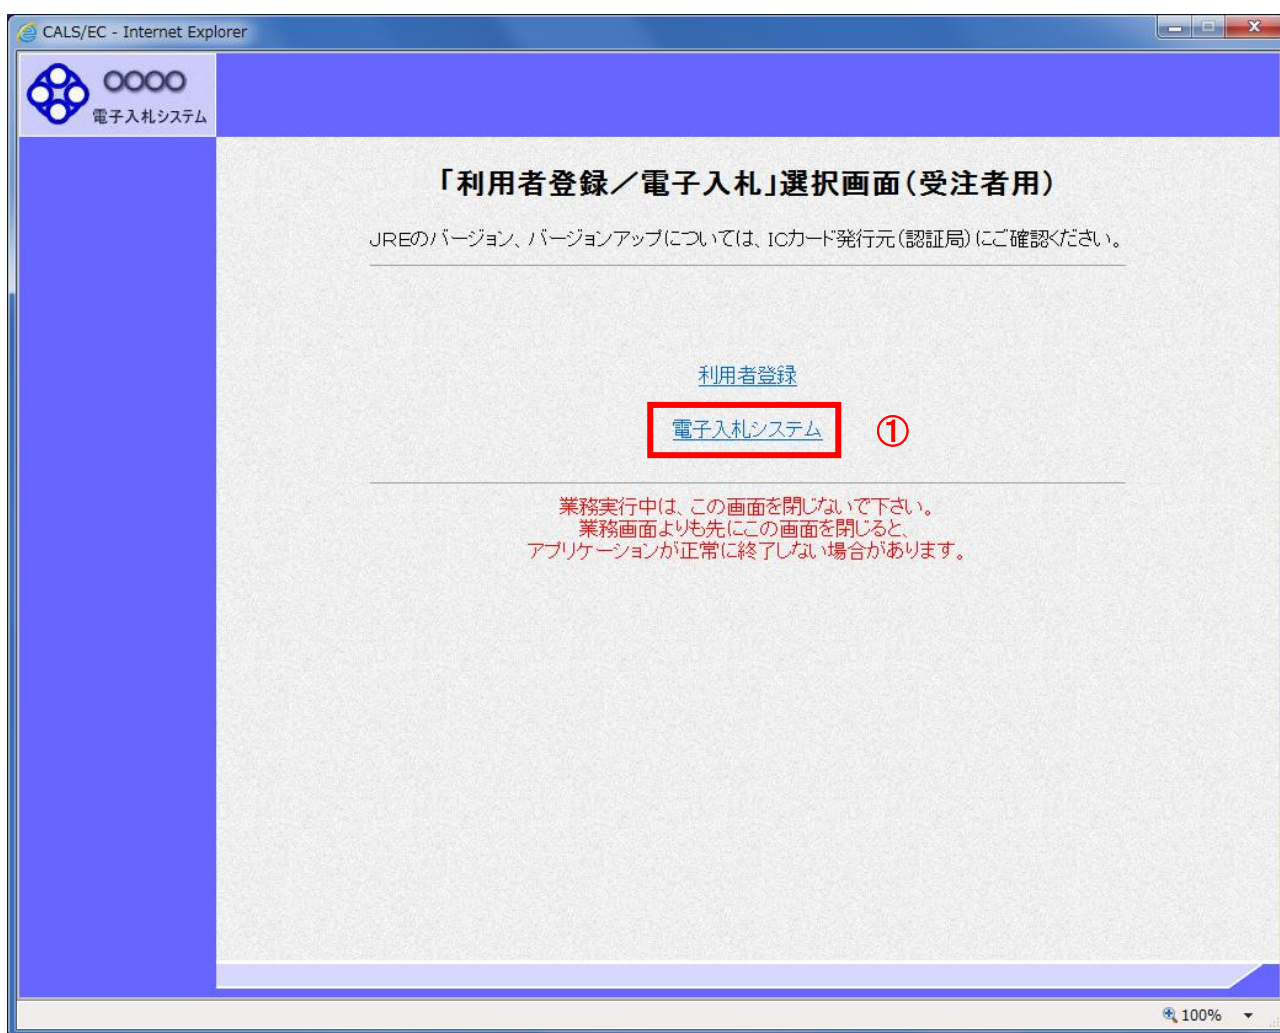 CALS/EC - Internet Explorer
〇〇〇〇
電子入札システム
「利用者登録／電子入札」選択画面(受注者用)
JREのバージョン、バージョンアップについては、ICカード発行元(認証局)にご確認ください。
利用者登録
電子入札システム ①
業務実行中は、この画面を閉じないで下さい。
業務画面よりも先にこの画面を閉じると、
アプリケーションが正常に終了しない場合があります。
100%